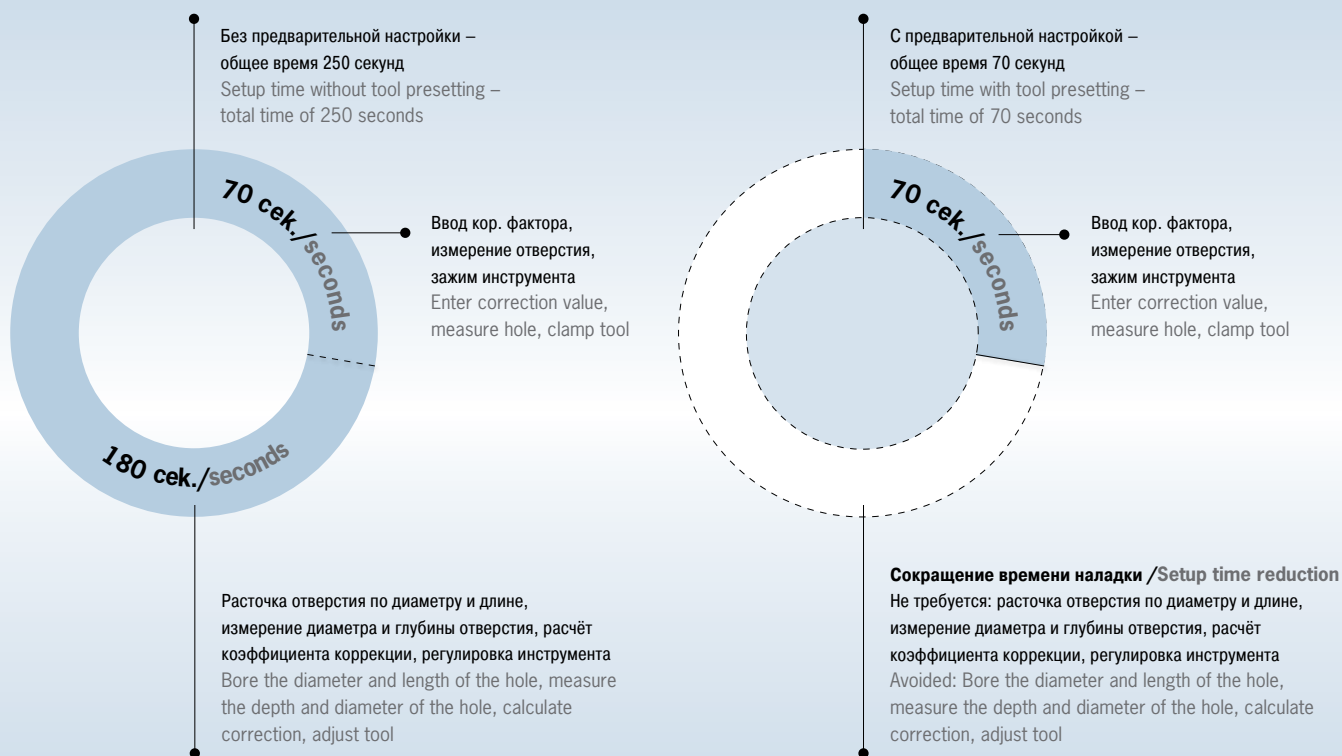 Без предварительной настройки –
общее время 250 секунд
Setup time without tool presetting –
total time of 250 seconds
70 сек./seconds
Ввод кор. фактора,
измерение отверстия,
зажим инструмента
Enter correction value,
measure hole, clamp tool
180 сек./seconds
Расточка отверстия по диаметру и длине,
измерение диаметра и глубины отверстия, расчёт
коэффициента коррекции, регулировка инструмента
Bore the diameter and length of the hole, measure
the depth and diameter of the hole, calculate
correction, adjust tool
С предварительной настройкой –
общее время 70 секунд
Setup time with tool presetting –
total time of 70 seconds
70 сек./seconds
Ввод кор. фактора,
измерение отверстия,
зажим инструмента
Enter correction value,
measure hole, clamp tool
Сокращение времени наладки /Setup time reduction
Не требуется: расточка отверстия по диаметру и длине,
измерение диаметра и глубины отверстия, расчёт
коэффициента коррекции, регулировка инструмента
Avoided: Bore the diameter and length of the hole,
measure the depth and diameter of the hole, calculate
correction, adjust tool